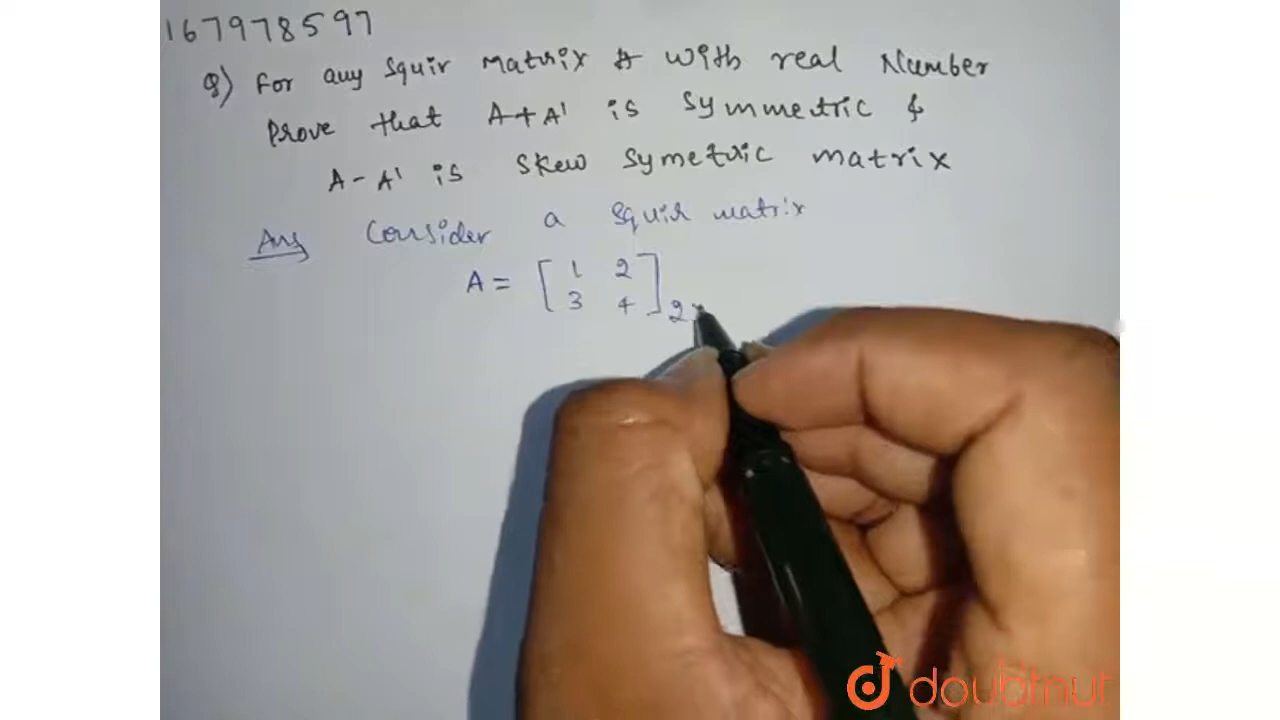 167978597
Q) For any Squir Matrix A with real Number
Prove that A+A' is Symmetric &
A-A' is Skew Symetric matrix
Ans Consider a squir matrix
A = [ 1 2
3 4 ] 2x
doubtnut